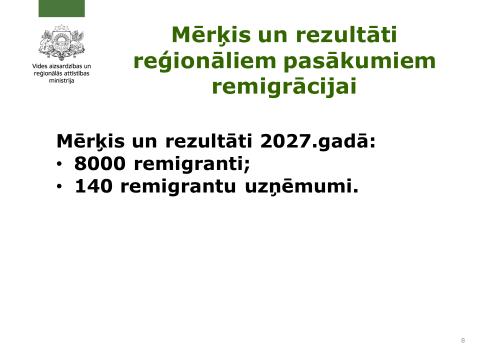 Vides aizsardzības un
reģionālās attīstības
ministrija
Mērķis un rezultāti
reģionāliem pasākumiem
remigrācijai
Mērķis un rezultāti 2027.gadā:
• 8000 remigranti;
• 140 remigrantu uzņēmumi.
8